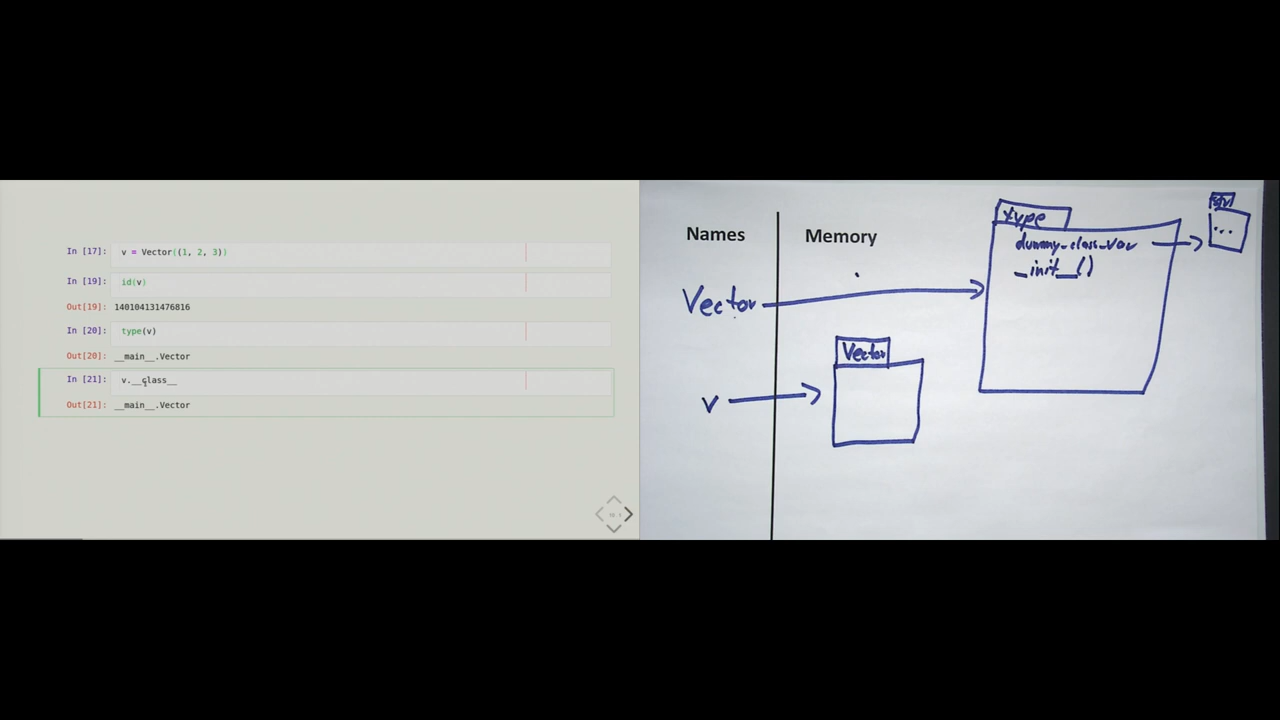 In [17]: v = Vector((1, 2, 3))
In [19]: id(v)
Out[19]: 140104131476816
In [20]: type(v)
Out[20]: __main__.Vector
In [21]: v.__class__
Out[21]: __main__.Vector
Names
Memory
type
str
dummy_class_var
...
__init__()
Vector
Vector
v